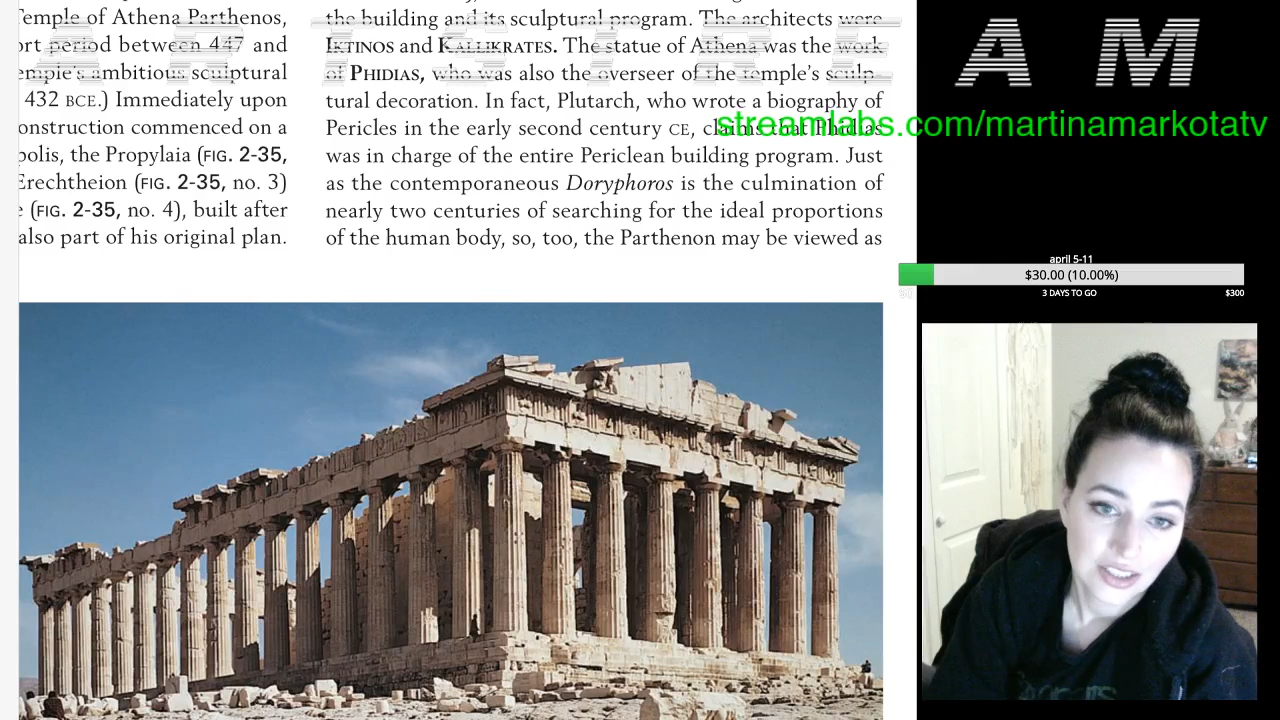 ARTSTREAM
Temple of Athena Parthenos,
ort period between 447 and
emple's ambitious sculptural
432 BCE.) Immediately upon
onstruction commenced on a
polis, the Propylaia (FIG. 2-35,
Erechtheion (FIG. 2-35, no. 3)
e (FIG. 2-35, no. 4), built after
also part of his original plan.
the building and its sculptural program. The architects were
IKTINOS and KALLIKRATES. The statue of Athena was the work
of PHIDIAS, who was also the overseer of the temple's sculp-
tural decoration. In fact, Plutarch, who wrote a biography of
Pericles in the early second century CE, claims that Phidias
was in charge of the entire Periclean building program. Just
as the contemporaneous Doryphoros is the culmination of
nearly two centuries of searching for the ideal proportions
of the human body, so, too, the Parthenon may be viewed as
streamlabs.com/martinamarkotatv
april 5-11
$30.00 (10.00%)
3 DAYS TO GO
$300